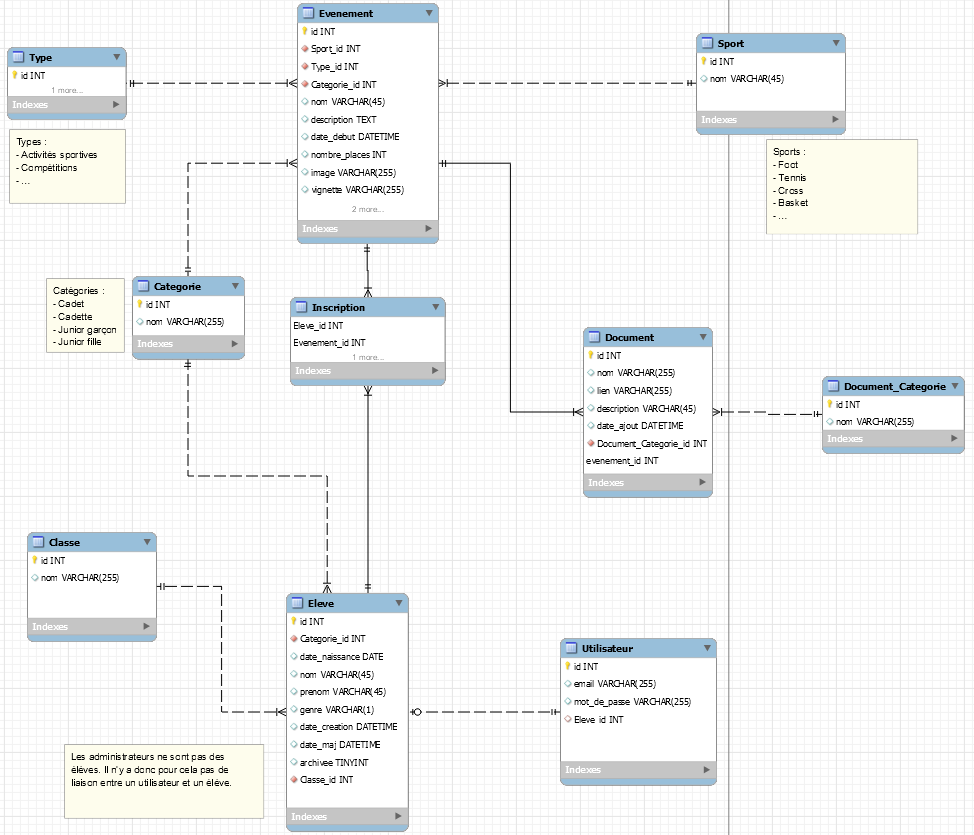 Evenement
id INT
Sport_id INT
Type_id INT
Categorie_id INT
nom VARCHAR(45)
description TEXT
date_debut DATETIME
nombre_places INT
image VARCHAR(255)
vignette VARCHAR(255)
2 more...
Indexes
Type
id INT
1 more...
Indexes
Types :
- Activités sportives
- Compétitions
- ...
Sport
id INT
nom VARCHAR(45)
Indexes
Sports :
- Foot
- Tennis
- Cross
- Basket
- ...
Catégories :
- Cadet
- Cadette
- Junior garçon
- Junior fille
Categorie
id INT
nom VARCHAR(255)
Indexes
Inscription
Eleve_id INT
Evenement_id INT
1 more...
Indexes
Document
id INT
nom VARCHAR(255)
lien VARCHAR(255)
description VARCHAR(45)
date_ajout DATETIME
Document_Categorie_id INT
evenement_id INT
Indexes
Document_Categorie
id INT
nom VARCHAR(255)
Indexes
Classe
id INT
nom VARCHAR(255)
Indexes
Eleve
id INT
Categorie_id INT
date_naissance DATE
nom VARCHAR(45)
prenom VARCHAR(45)
genre VARCHAR(1)
date_creation DATETIME
date_maj DATETIME
archivee TINYINT
Classe_id INT
Indexes
Utilisateur
id INT
email VARCHAR(255)
mot_de_passe VARCHAR(255)
Eleve_id INT
Indexes
Les administrateurs ne sont pas des
élèves. Il n'y a donc pour cela pas de
liaison entre un utilisateur et un élève.